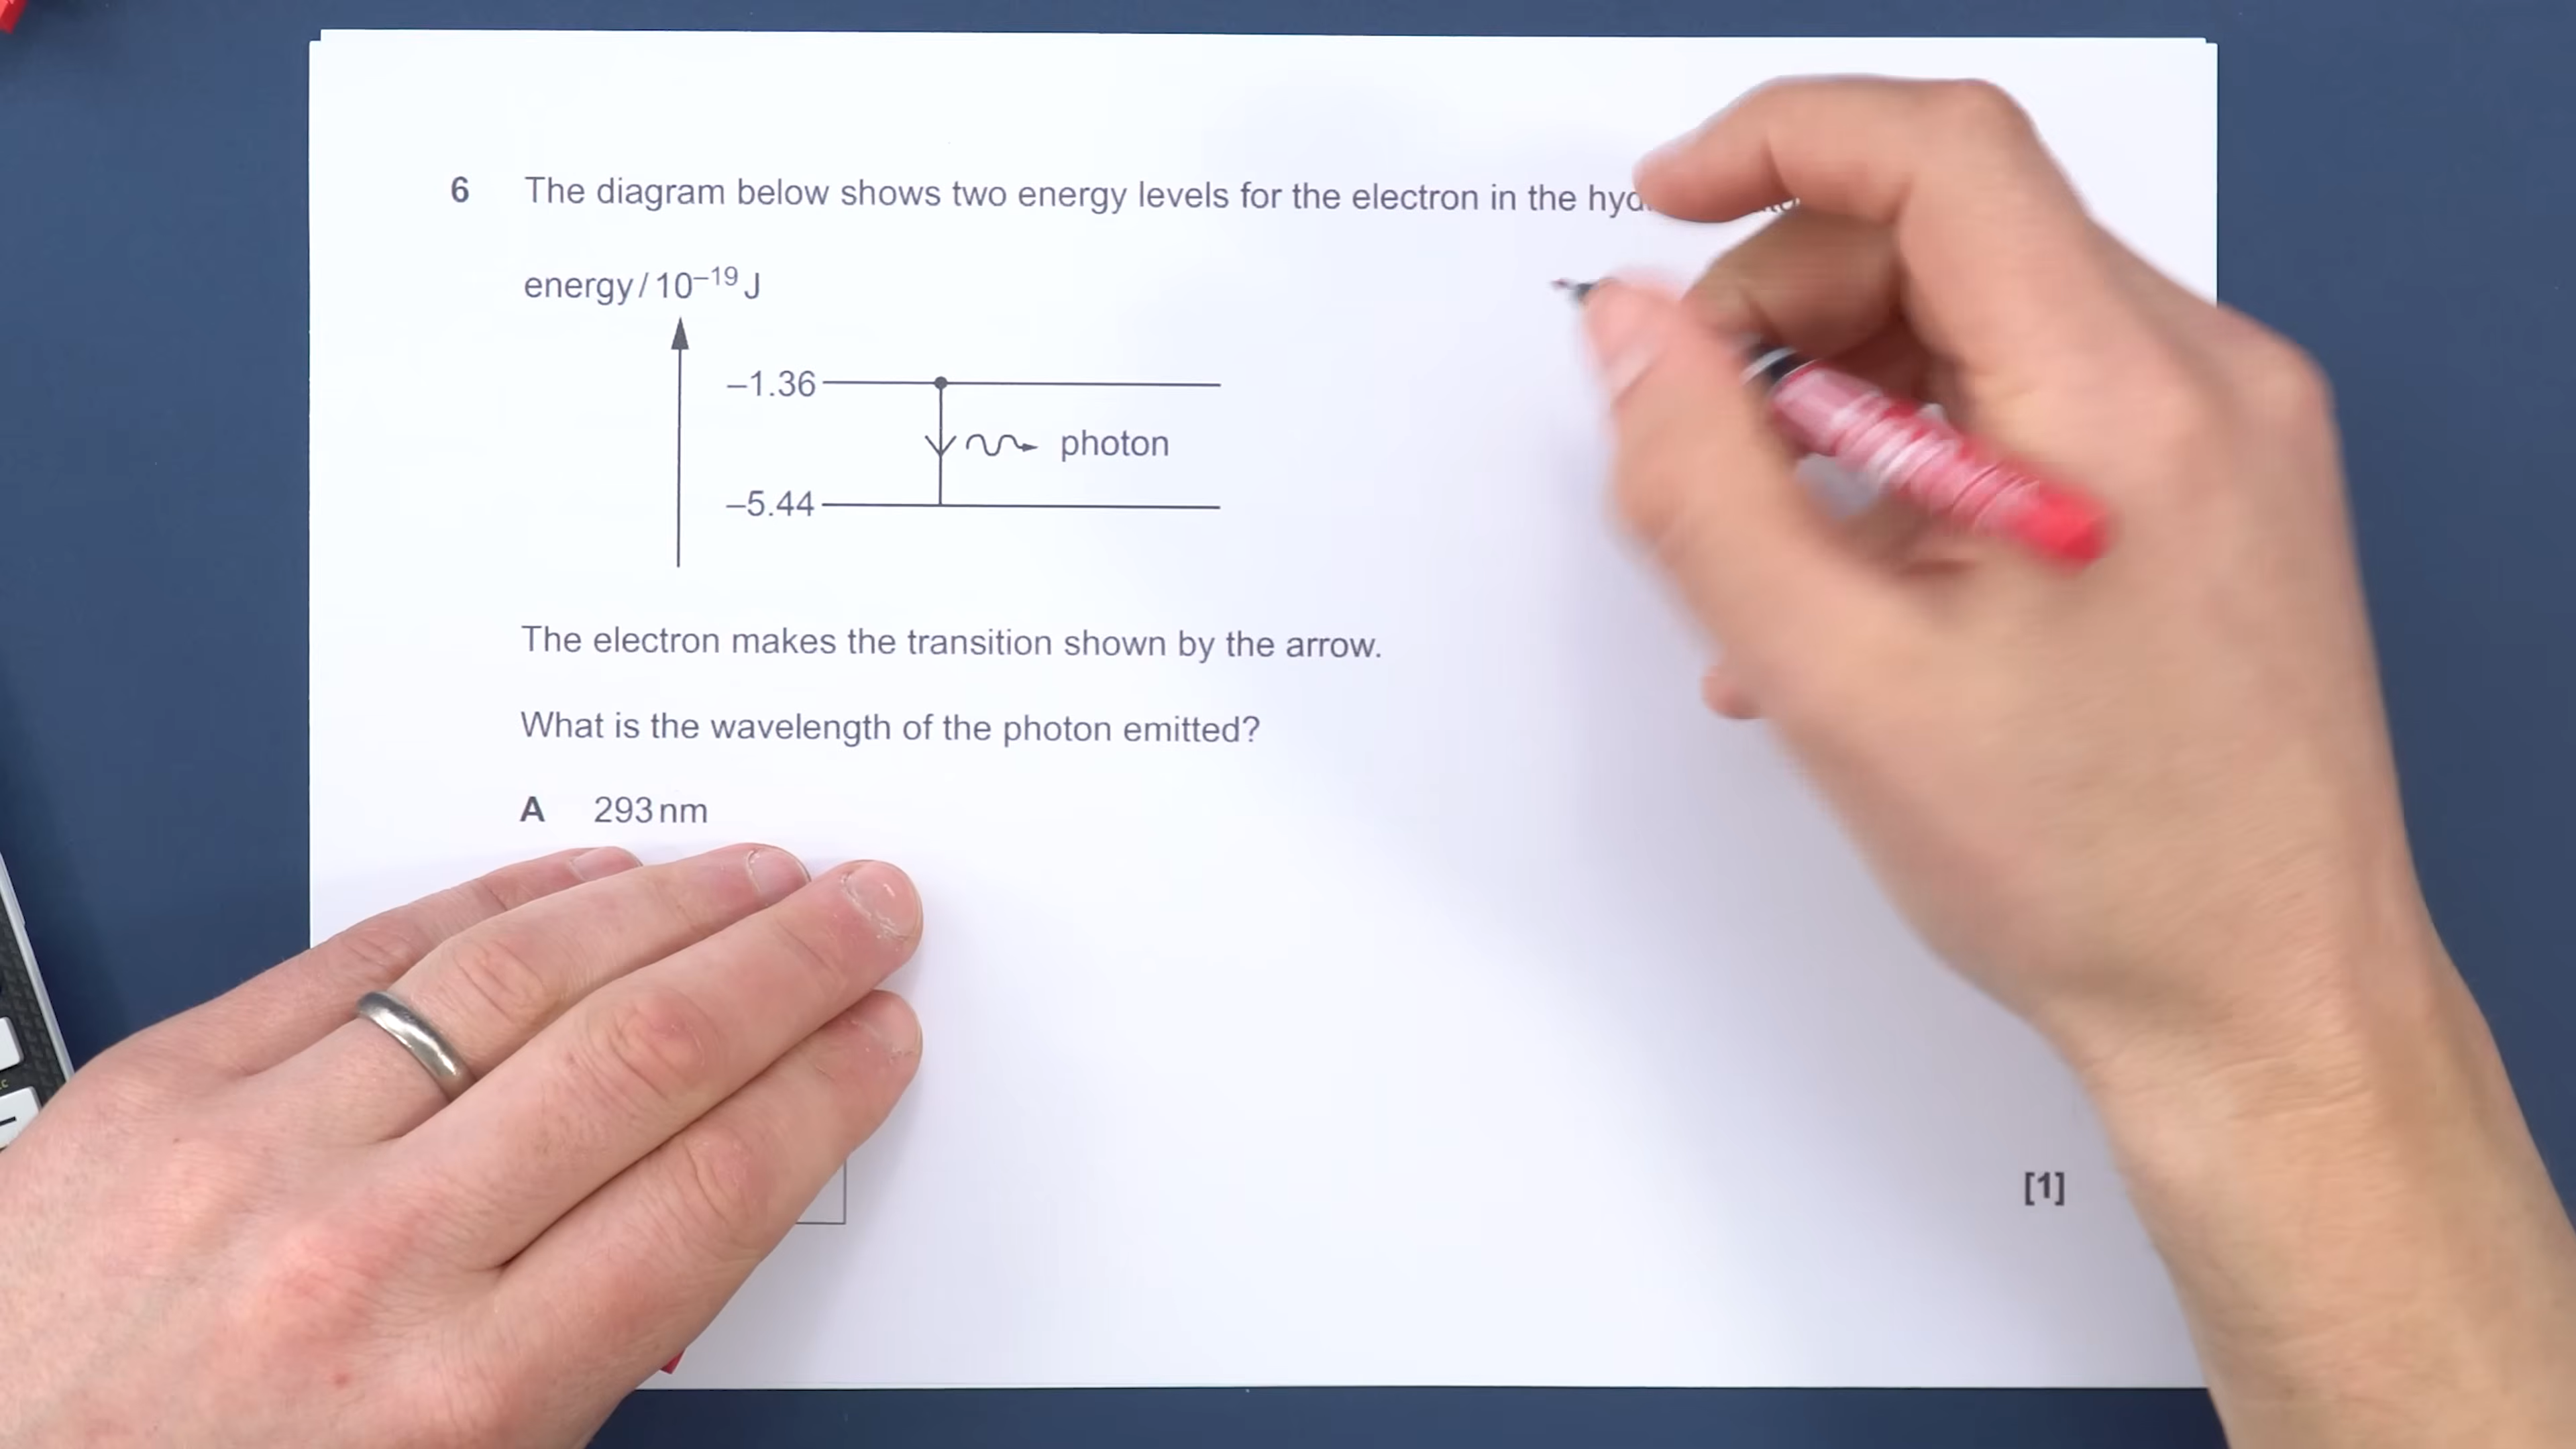 6 The diagram below shows two energy levels for the electron in the
energy / 10⁻¹⁹ J
–1.36
photon
–5.44
The electron makes the transition shown by the arrow.
What is the wavelength of the photon emitted?
A 293 nm
[1]